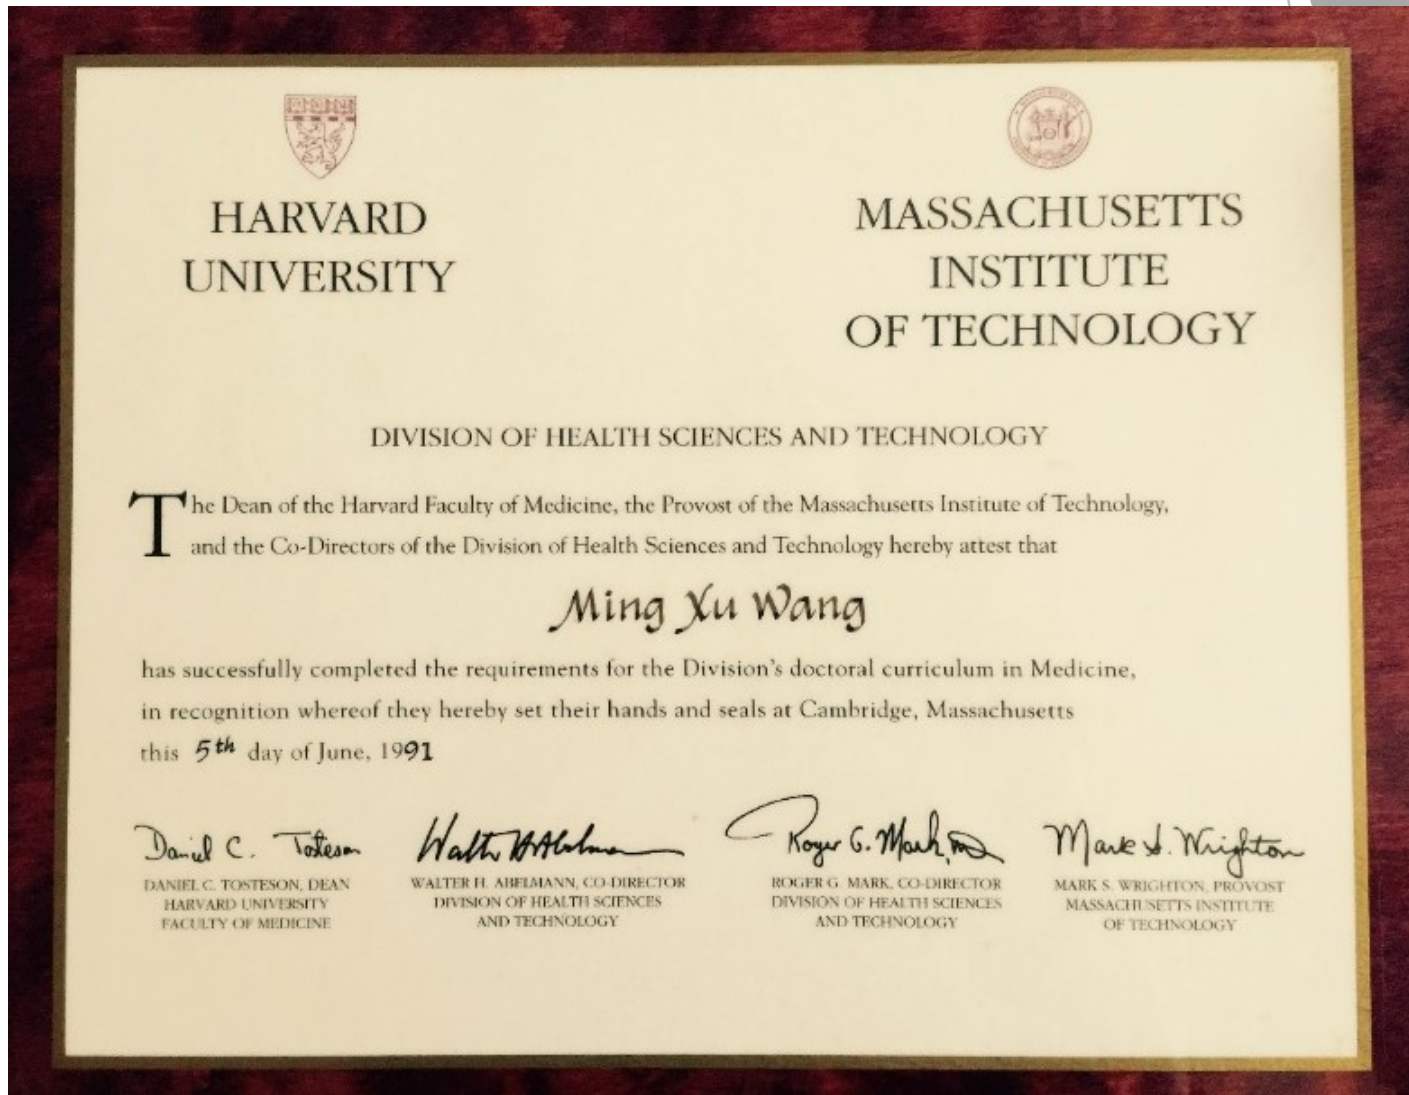 HARVARD
UNIVERSITY
MASSACHUSETTS
INSTITUTE
OF TECHNOLOGY
DIVISION OF HEALTH SCIENCES AND TECHNOLOGY
The Dean of the Harvard Faculty of Medicine, the Provost of the Massachusetts Institute of Technology,
and the Co-Directors of the Division of Health Sciences and Technology hereby attest that
Ming Xu Wang
has successfully completed the requirements for the Division's doctoral curriculum in Medicine,
in recognition whereof they hereby set their hands and seals at Cambridge, Massachusetts
this 5th day of June, 1991
Daniel C. Tosteson
DANIEL C. TOSTESON, DEAN
HARVARD UNIVERSITY
FACULTY OF MEDICINE
Walter H Abelmann
WALTER H. ABELMANN, CO-DIRECTOR
DIVISION OF HEALTH SCIENCES
AND TECHNOLOGY
Roger G. Mark, MD
ROGER G. MARK, CO-DIRECTOR
DIVISION OF HEALTH SCIENCES
AND TECHNOLOGY
Mark S. Wrighton
MARK S. WRIGHTON, PROVOST
MASSACHUSETTS INSTITUTE
OF TECHNOLOGY